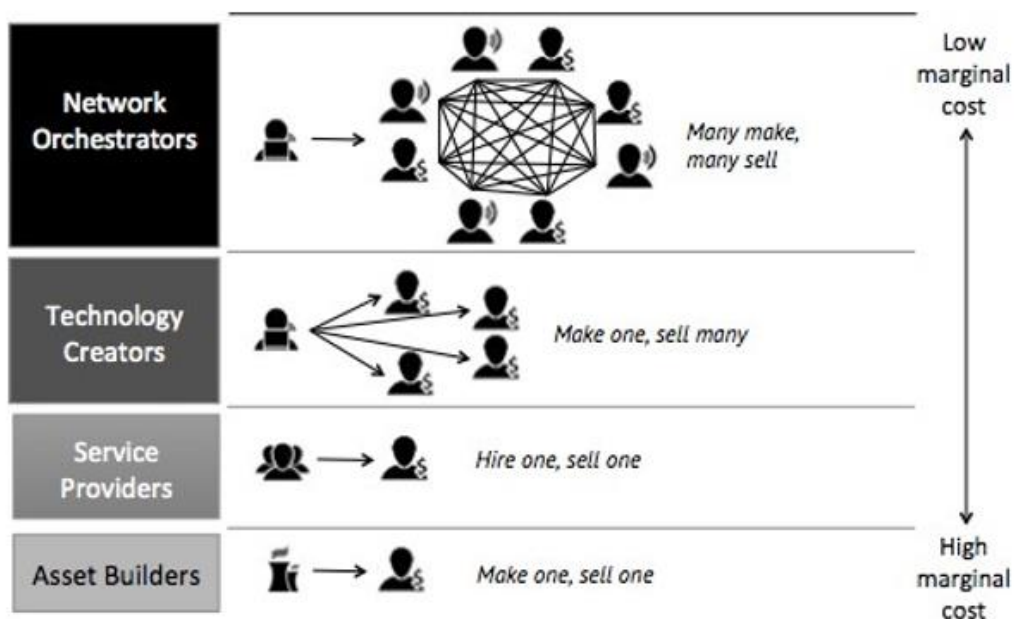 Network
Orchestrators
Many make,
many sell
Low
marginal
cost
Technology
Creators
Make one, sell many
Service
Providers
Hire one, sell one
Asset Builders
Make one, sell one
High
marginal
cost